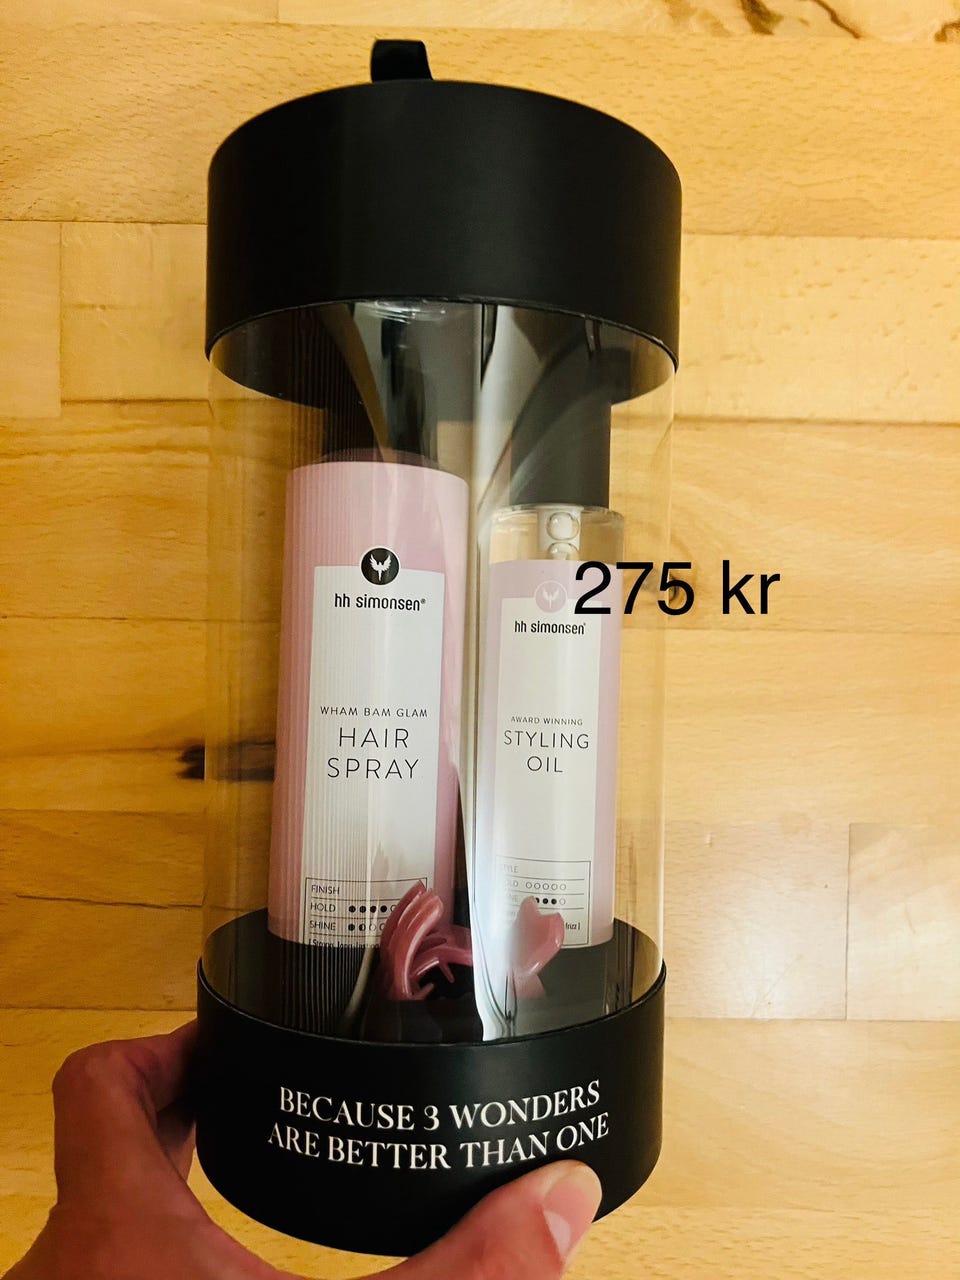 hh simonsen®
WHAM BAM GLAM
HAIR
SPRAY
FINISH
HOLD
SHINE
275 kr
hh simonsen®
AWARD WINNING
STYLING
OIL
BECAUSE 3 WONDERS
ARE BETTER THAN ONE